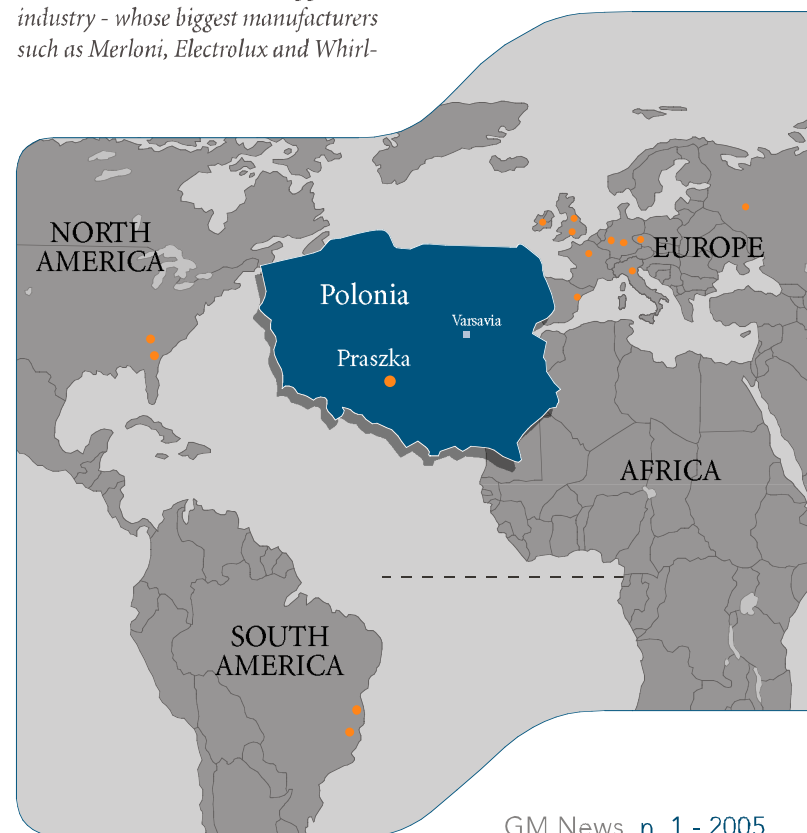 industry - whose biggest manufacturers
such as Merloni, Electrolux and Whirl-
NORTH
AMERICA
EUROPE
Polonia
Varsavia
Praszka
AFRICA
SOUTH
AMERICA
GM News n. 1 - 2005